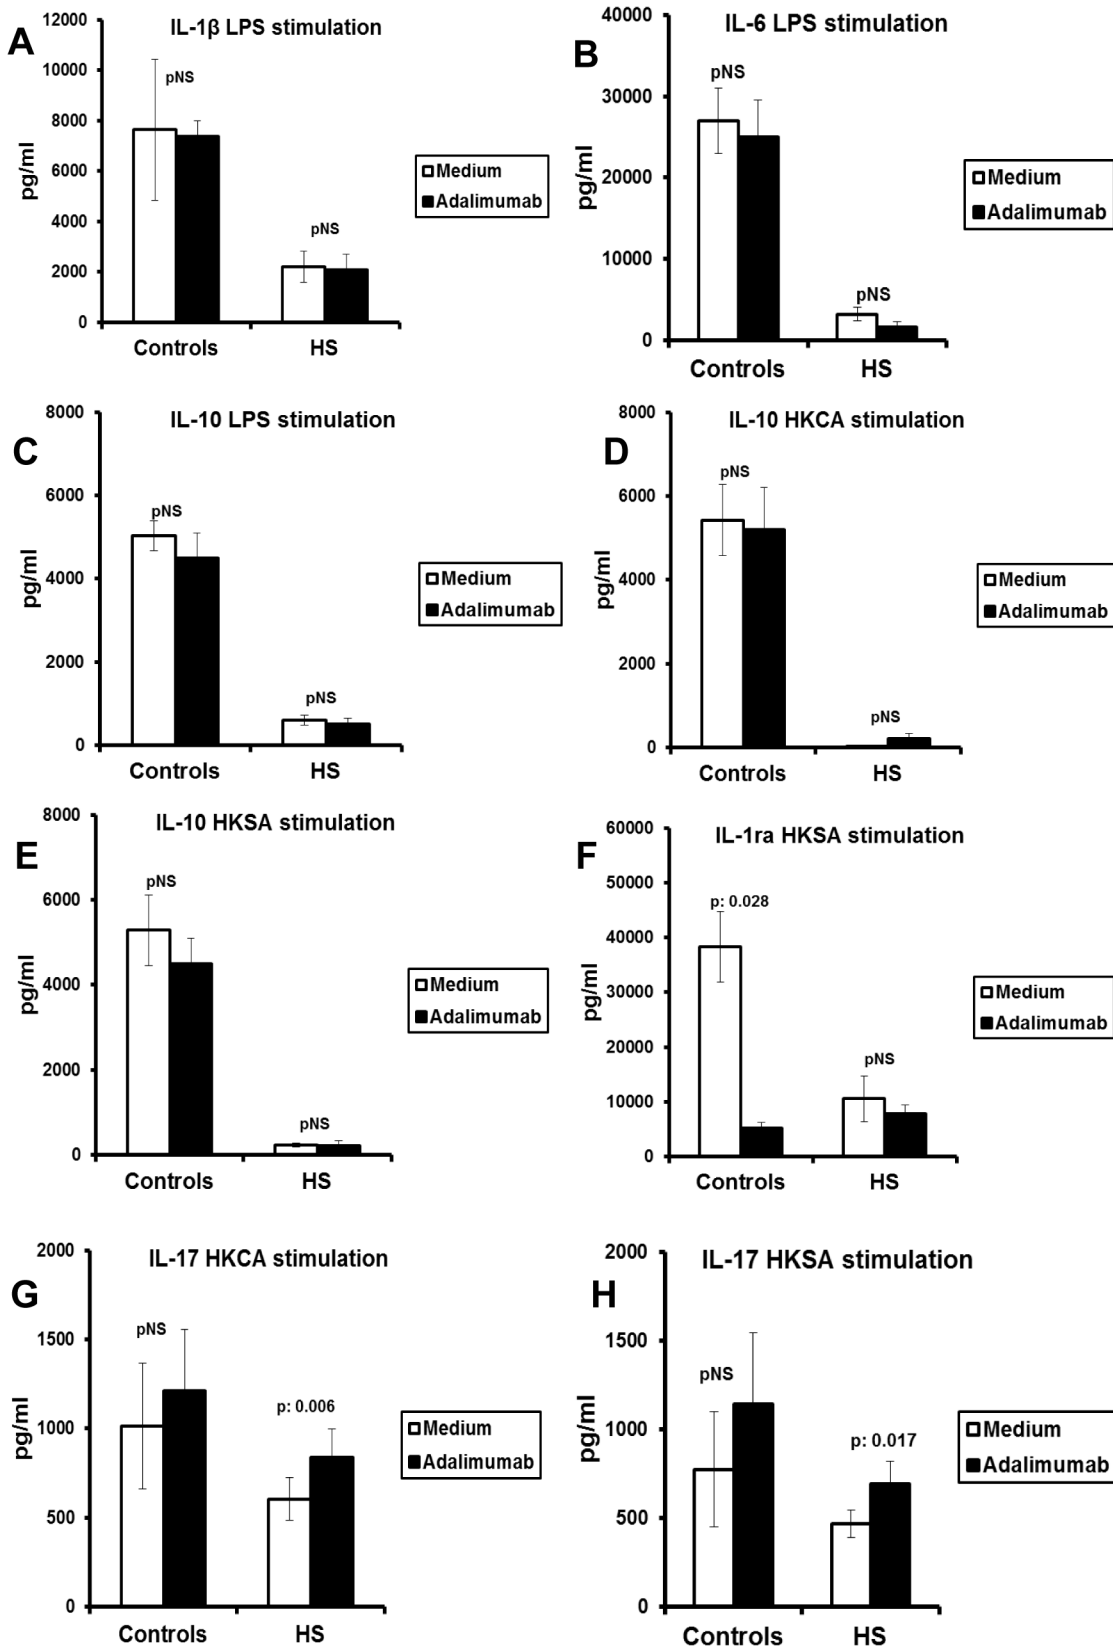 A
IL-1β LPS stimulation
12000
10000
8000
6000
4000
2000
0
pg/ml
pNS
pNS
Controls
HS
Medium
Adalimumab
B
IL-6 LPS stimulation
40000
30000
20000
10000
0
pg/ml
pNS
pNS
Controls
HS
Medium
Adalimumab
C
IL-10 LPS stimulation
8000
6000
4000
2000
0
pg/ml
pNS
pNS
Controls
HS
Medium
Adalimumab
D
IL-10 HKCA stimulation
8000
6000
4000
2000
0
pg/ml
pNS
pNS
Controls
HS
Medium
Adalimumab
E
IL-10 HKSA stimulation
8000
6000
4000
2000
0
pg/ml
pNS
pNS
Controls
HS
Medium
Adalimumab
F
IL-1ra HKSA stimulation
60000
50000
40000
30000
20000
10000
0
pg/ml
p: 0.028
pNS
Controls
HS
Medium
Adalimumab
G
IL-17 HKCA stimulation
2000
1500
1000
500
0
pg/ml
pNS
p: 0.006
Controls
HS
Medium
Adalimumab
H
IL-17 HKSA stimulation
2000
1500
1000
500
0
pg/ml
pNS
p: 0.017
Controls
HS
Medium
Adalimumab